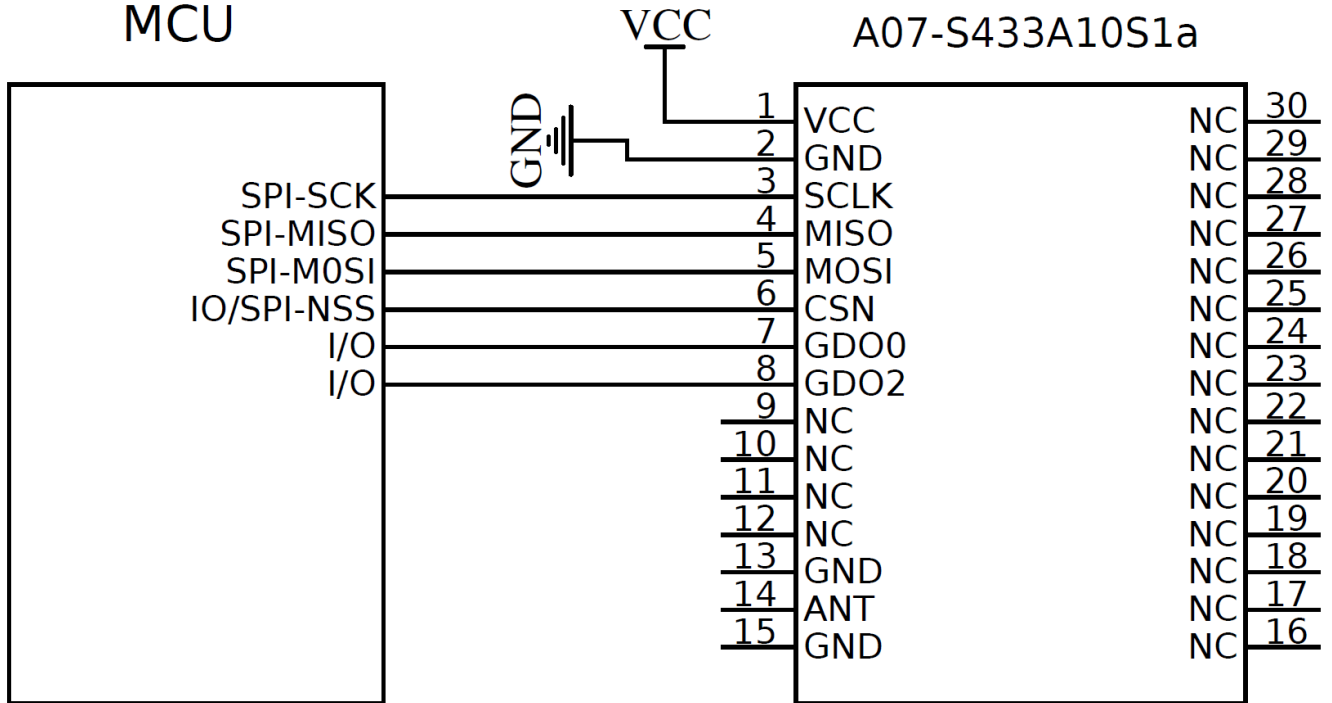 MCU
VCC
A07-S433A10S1a
GND
SPI-SCK
SPI-MISO
SPI-M0SI
IO/SPI-NSS
I/O
I/O
1 VCC NC 30
2 GND NC 29
3 SCLK NC 28
4 MISO NC 27
5 MOSI NC 26
6 CSN NC 25
7 GDO0 NC 24
8 GDO2 NC 23
9 NC NC 22
10 NC NC 21
11 NC NC 20
12 NC NC 19
13 GND NC 18
14 ANT NC 17
15 GND NC 16